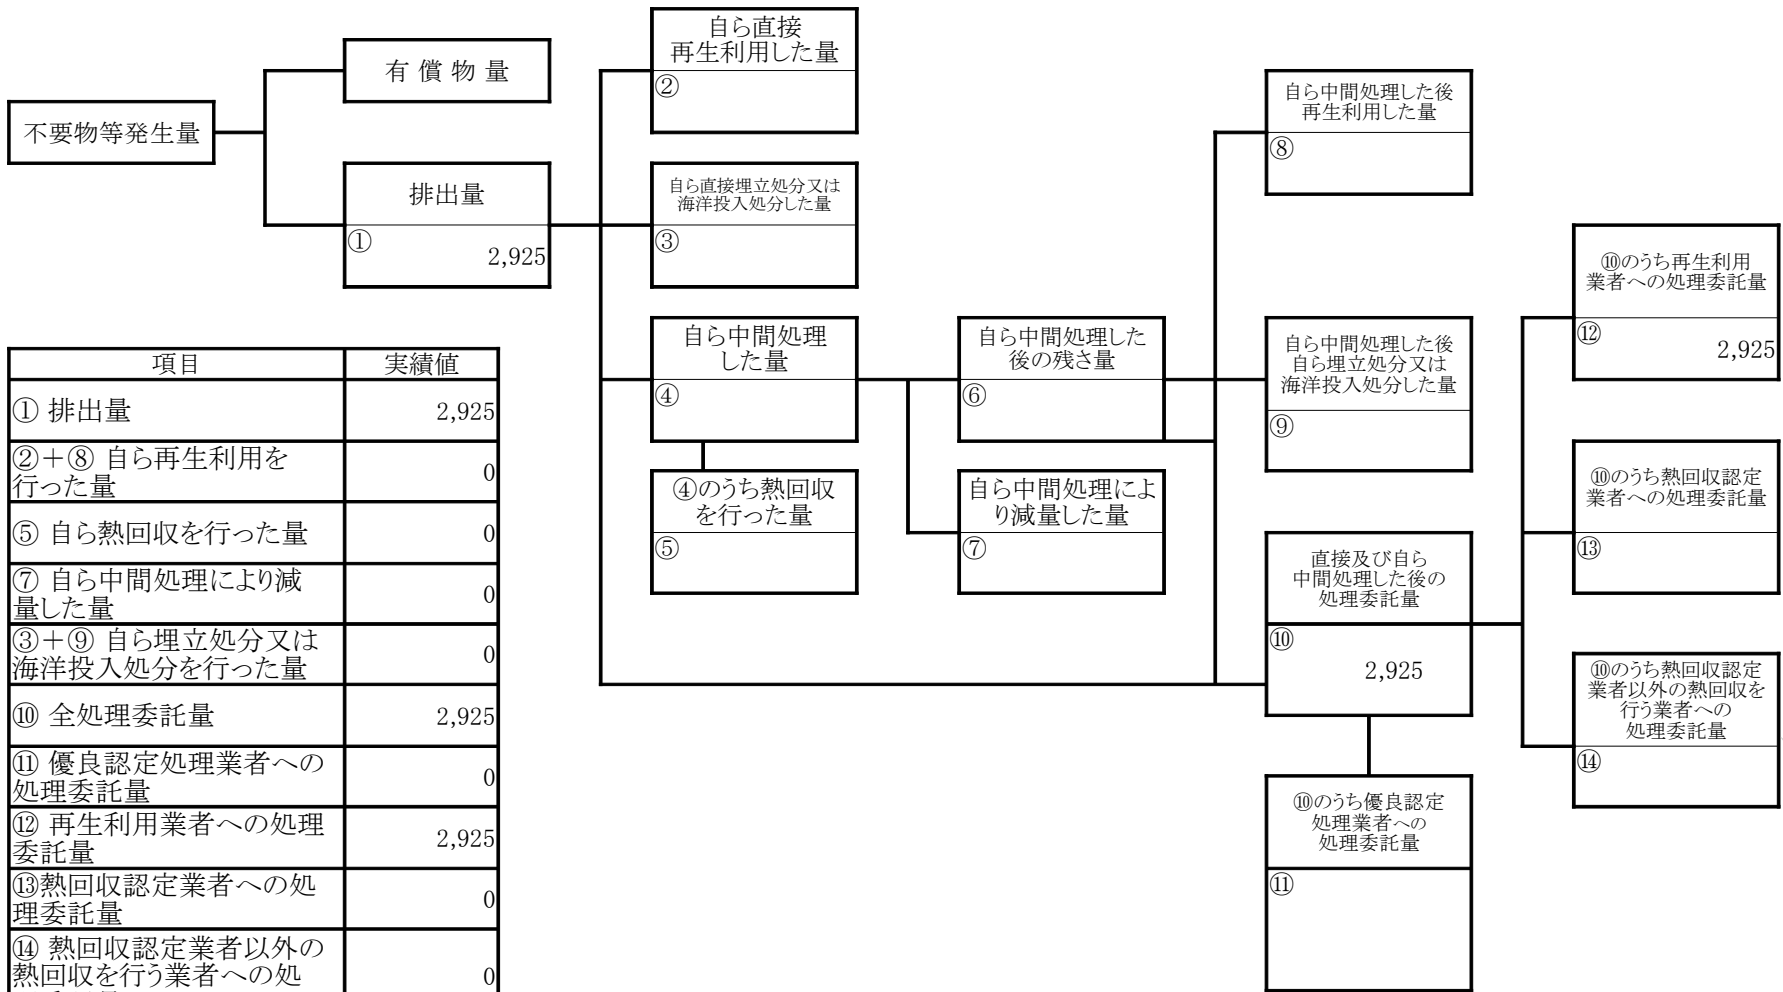 不要物等発生量
有 償 物 量
排出量
①
2,925
自ら直接
再生利用した量
②
自ら直接埋立処分又は
海洋投入処分した量
③
自ら中間処理
した量
④
④のうち熱回収
を行った量
⑤
自ら中間処理した
後の残さ量
⑥
自ら中間処理によ
り減量した量
⑦
自ら中間処理した後
再生利用した量
⑧
自ら中間処理した後
自ら埋立処分又は
海洋投入処分した量
⑨
直接及び自ら
中間処理した後の
処理委託量
⑩
2,925
⑩のうち優良認定
処理業者への
処理委託量
⑪
⑩のうち再生利用
業者への処理委託量
⑫
2,925
⑩のうち熱回収認定
業者への処理委託量
⑬
⑩のうち熱回収認定
業者以外の熱回収を
行う業者への
処理委託量
⑭
項目 実績値
① 排出量 2,925
②＋⑧ 自ら再生利用を
行った量 0
⑤ 自ら熱回収を行った量 0
⑦ 自ら中間処理により減
量した量 0
③＋⑨ 自ら埋立処分又は
海洋投入処分を行った量 0
⑩ 全処理委託量 2,925
⑪ 優良認定処理業者への
処理委託量 0
⑫ 再生利用業者への処理
委託量 2,925
⑬熱回収認定業者への処
理委託量 0
⑭ 熱回収認定業者以外の
熱回収を行う業者への処 0